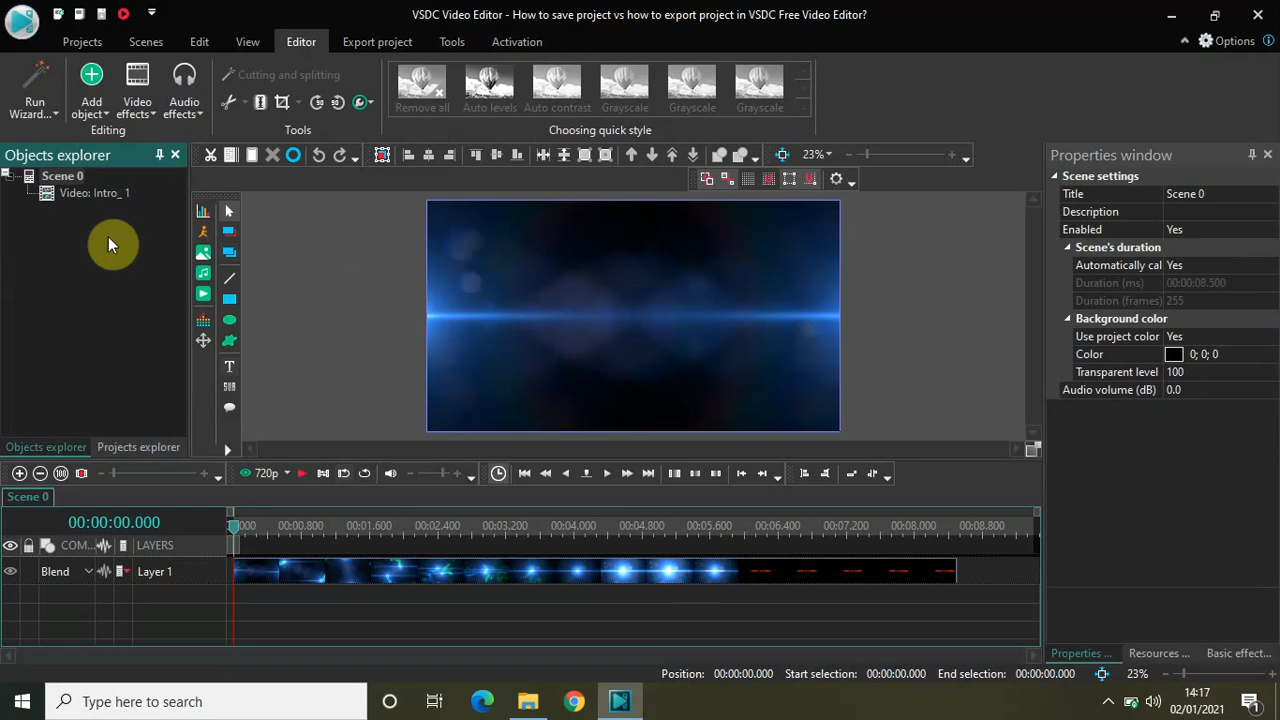 VSDC Video Editor - How to save project vs how to export project in VSDC Free Video Editor?
Projects Scenes Edit View Editor Export project Tools Activation Options
Run Wizard...
Add object
Video effects
Audio effects
Editing
Cutting and splitting
Tools
Remove all Auto levels Auto contrast Grayscale Grayscale Grayscale
Choosing quick style
Objects explorer
Scene 0
Video: Intro_1
Objects explorer Projects explorer
23%
Properties window
Scene settings
Title Scene 0
Description
Enabled Yes
Scene's duration
Automatically cal Yes
Duration (ms) 00:00:08.500
Duration (frames) 255
Background color
Use project color Yes
Color 0; 0; 0
Transparent level 100
Audio volume (dB) 0.0
Properties ... Resources ... Basic effect...
720p
Scene 0
00:00:00.000
000 00:00.800 00:01.600 00:02.400 00:03.200 00:04.000 00:04.800 00:05.600 00:06.400 00:07.200 00:08.000 00:08.800
COM... LAYERS
Blend Layer 1
Position: 00:00:00.000 Start selection: 00:00:00.000 End selection: 00:00:00.000 23%
Type here to search
14:17
02/01/2021